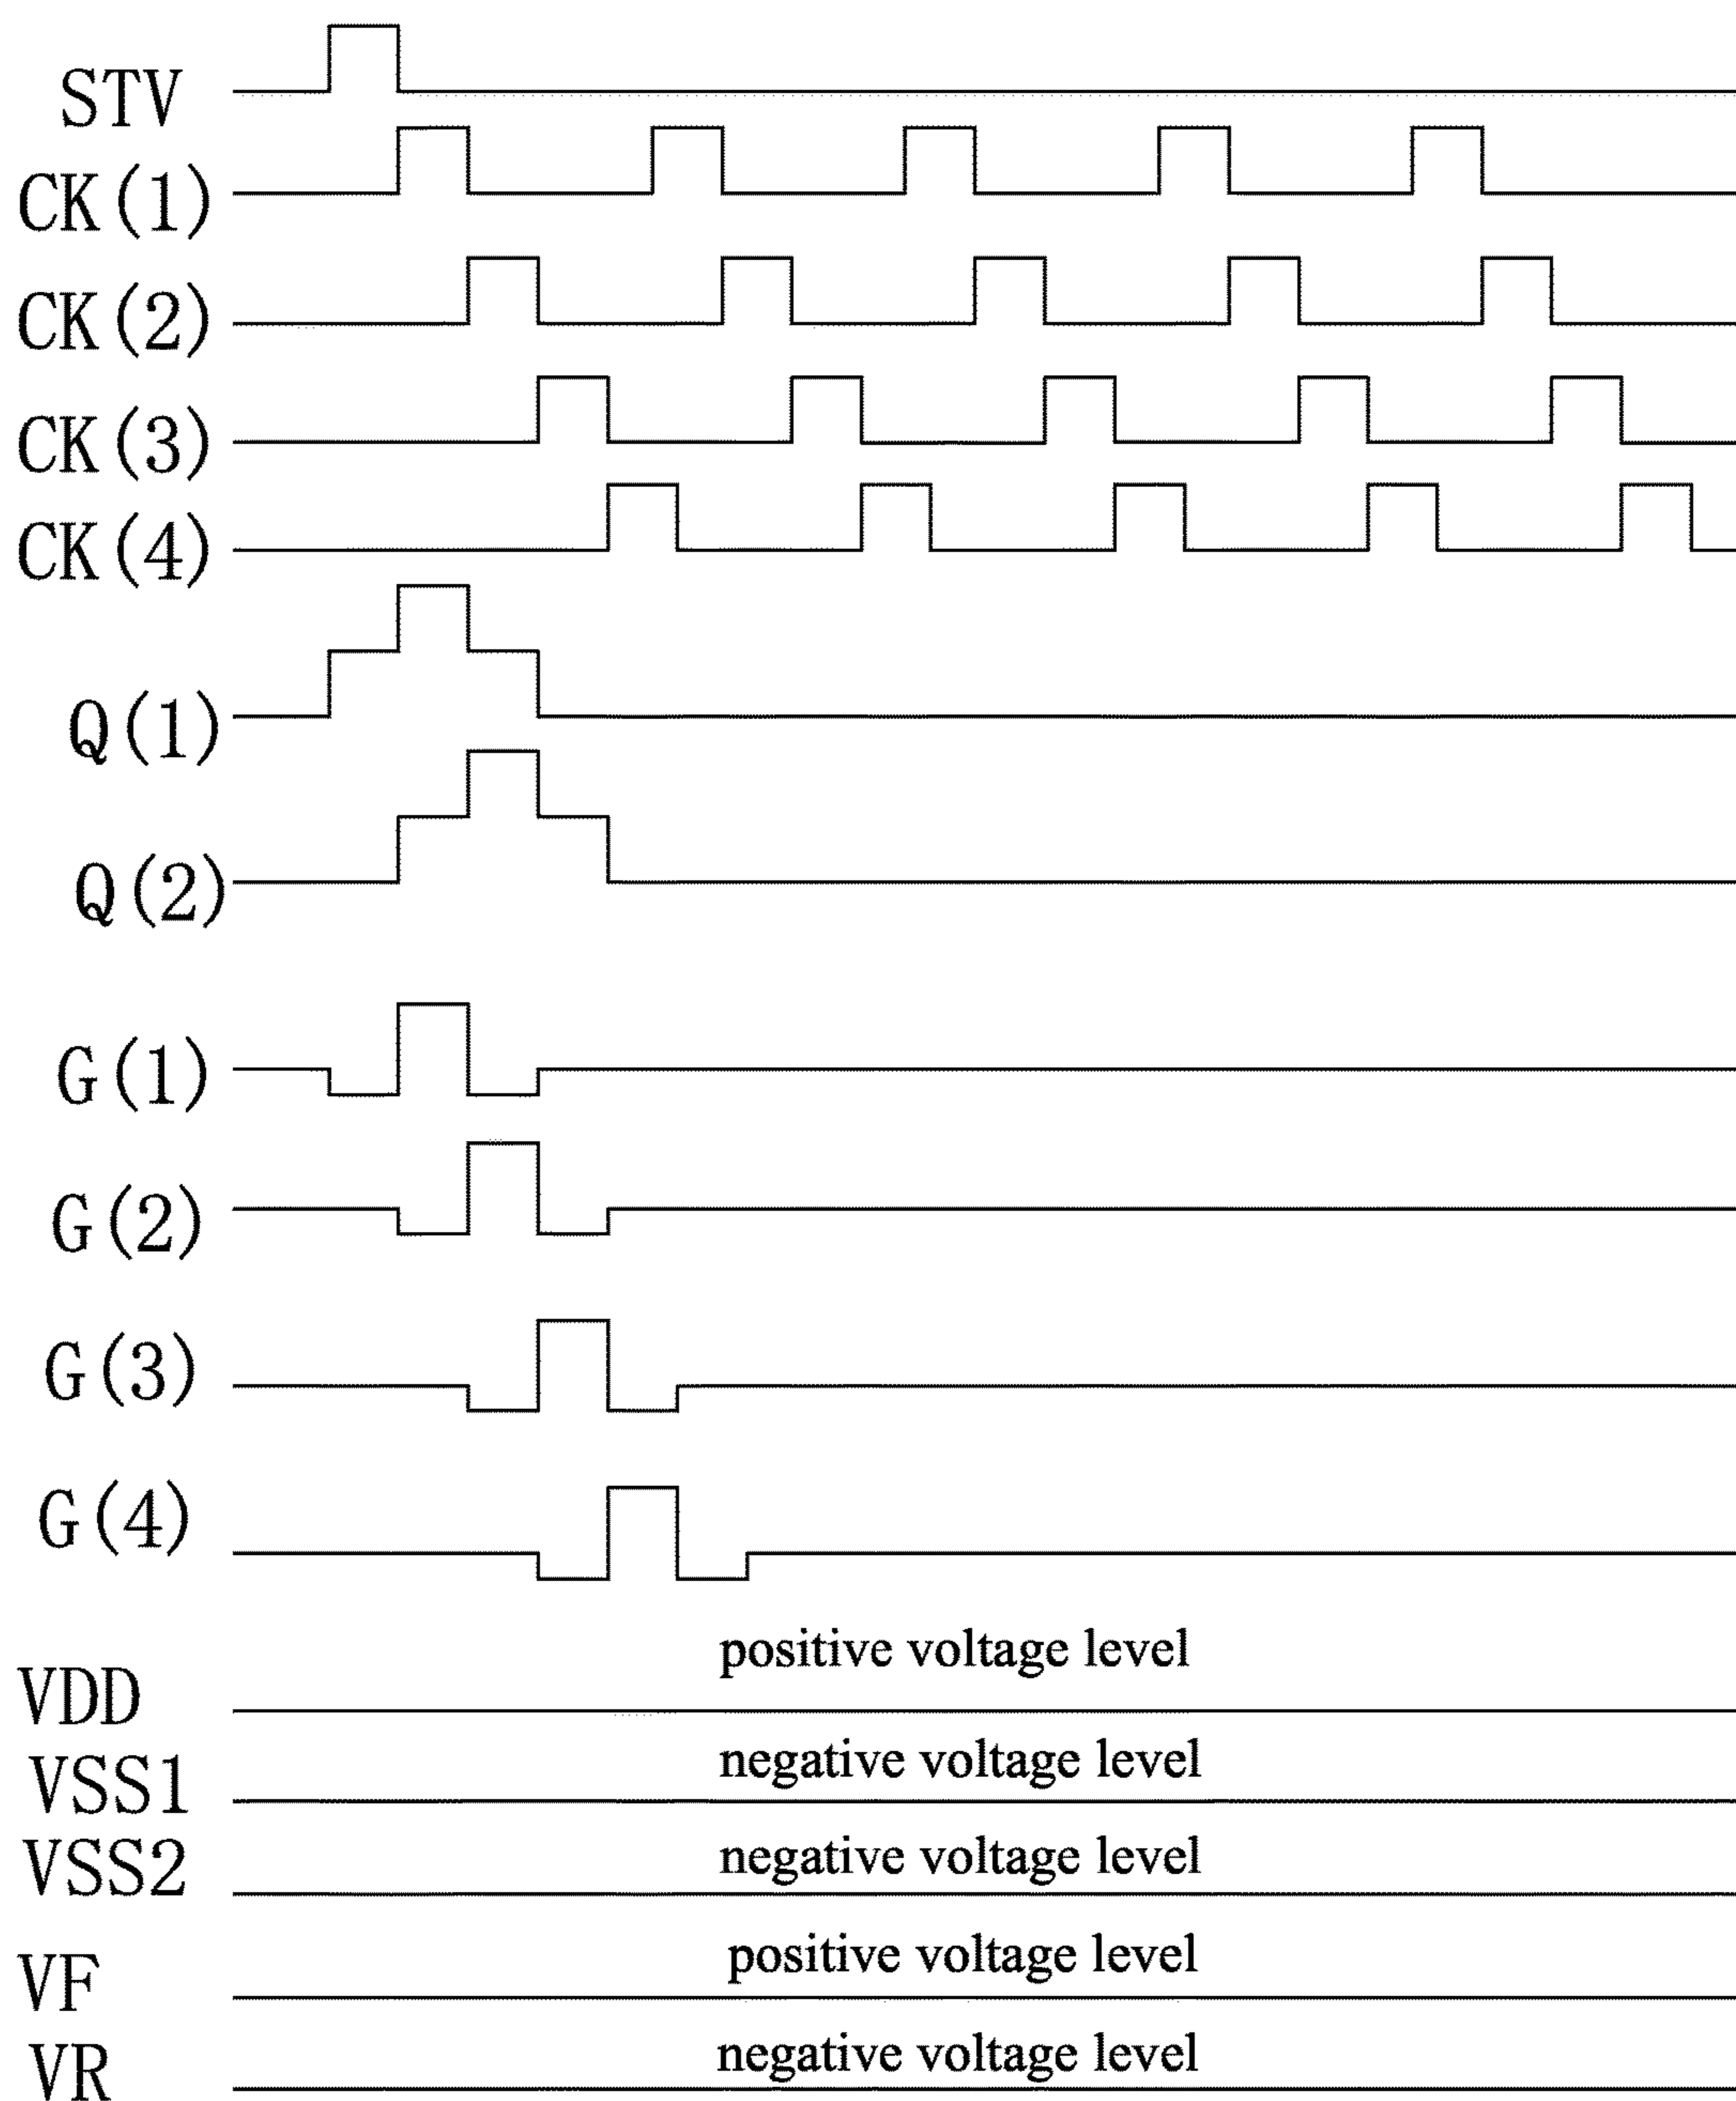 STV
CK(1)
CK(2)
CK(3)
CK(4)
Q(1)
Q(2)
G(1)
G(2)
G(3)
G(4)
VDD positive voltage level
VSS1 negative voltage level
VSS2 negative voltage level
VF positive voltage level
VR negative voltage level